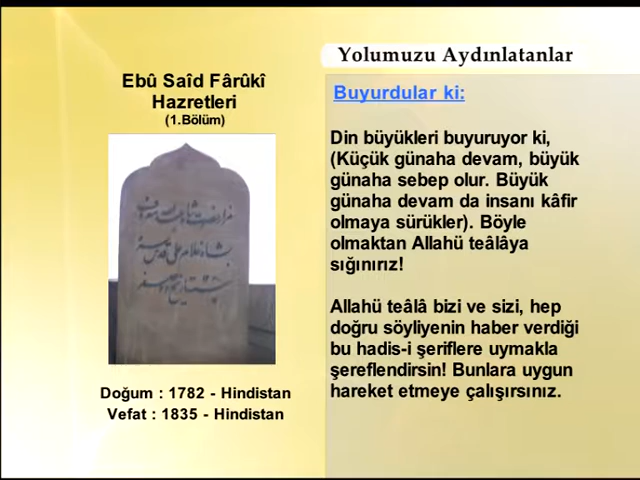 Yolumuzu Aydınlatanlar
Ebû Saîd Fârûkî
Hazretleri
(1.Bölüm)
Doğum : 1782 - Hindistan
Vefat : 1835 - Hindistan
Buyurdular ki:
Din büyükleri buyuruyor ki,
(Küçük günaha devam, büyük
günaha sebep olur. Büyük
günaha devam da insanı kâfir
olmaya sürükler). Böyle
olmaktan Allahü teâlâya
sığınırız!
Allahü teâlâ bizi ve sizi, hep
doğru söyliyenin haber verdiği
bu hadis-i şeriflere uymakla
şereflendirsin! Bunlara uygun
hareket etmeye çalışırsınız.